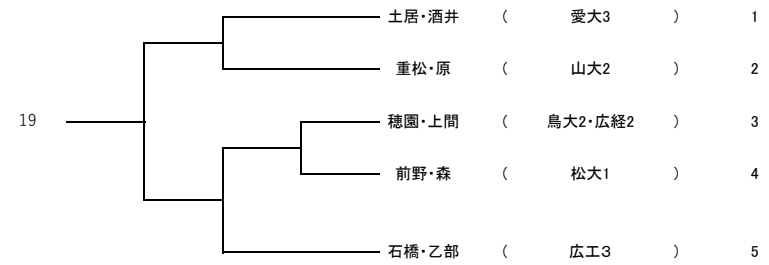 土居・酒井 ( 愛大3 ) 1
重松・原 ( 山大2 ) 2
19
穂園・上間 ( 鳥大2・広経2 ) 3
前野・森 ( 松大1 ) 4
石橋・乙部 ( 広工3 ) 5